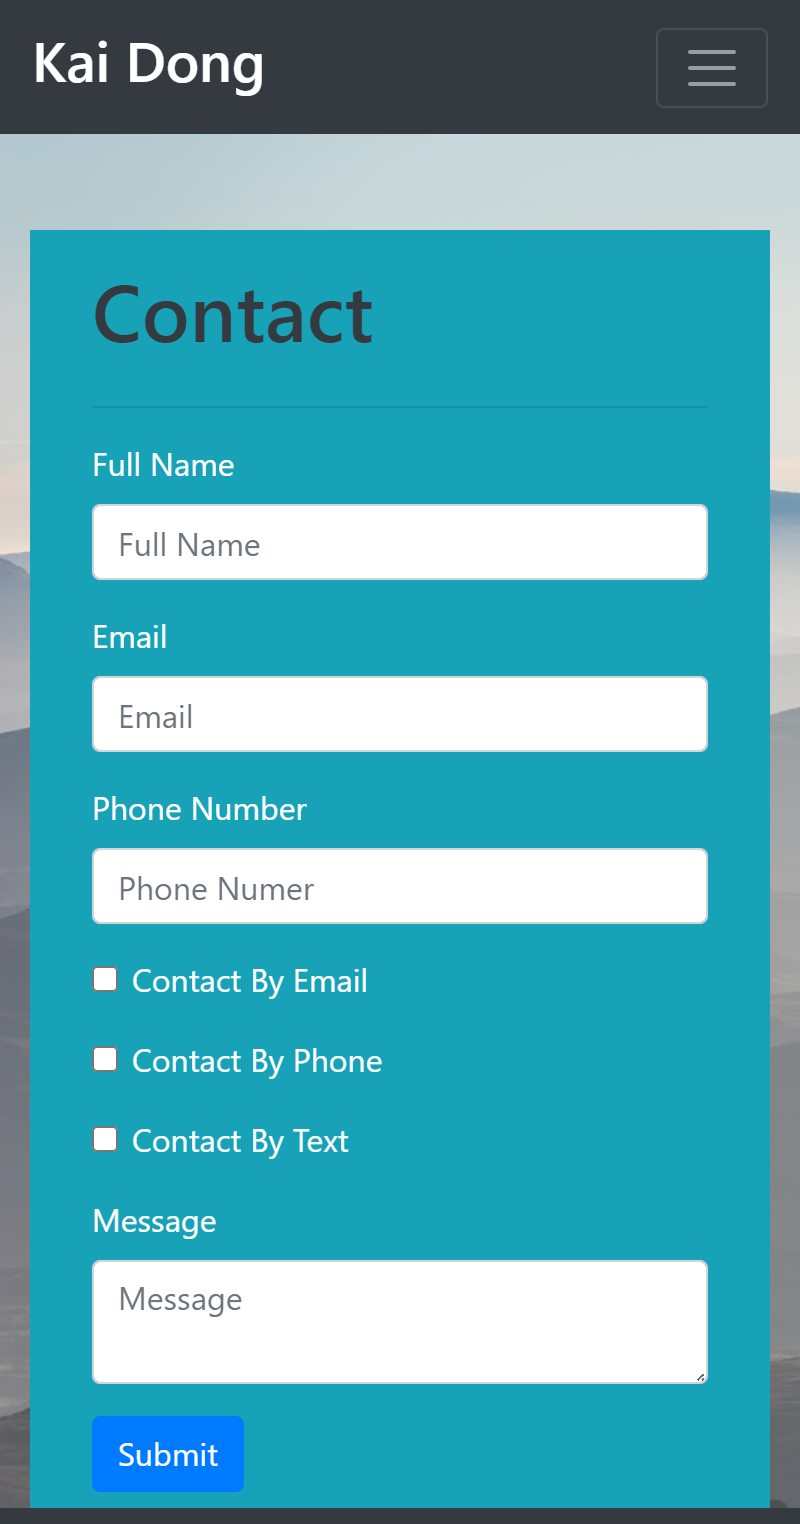 Kai Dong
Contact
Full Name
Full Name
Email
Email
Phone Number
Phone Numer
Contact By Email
Contact By Phone
Contact By Text
Message
Message
Submit